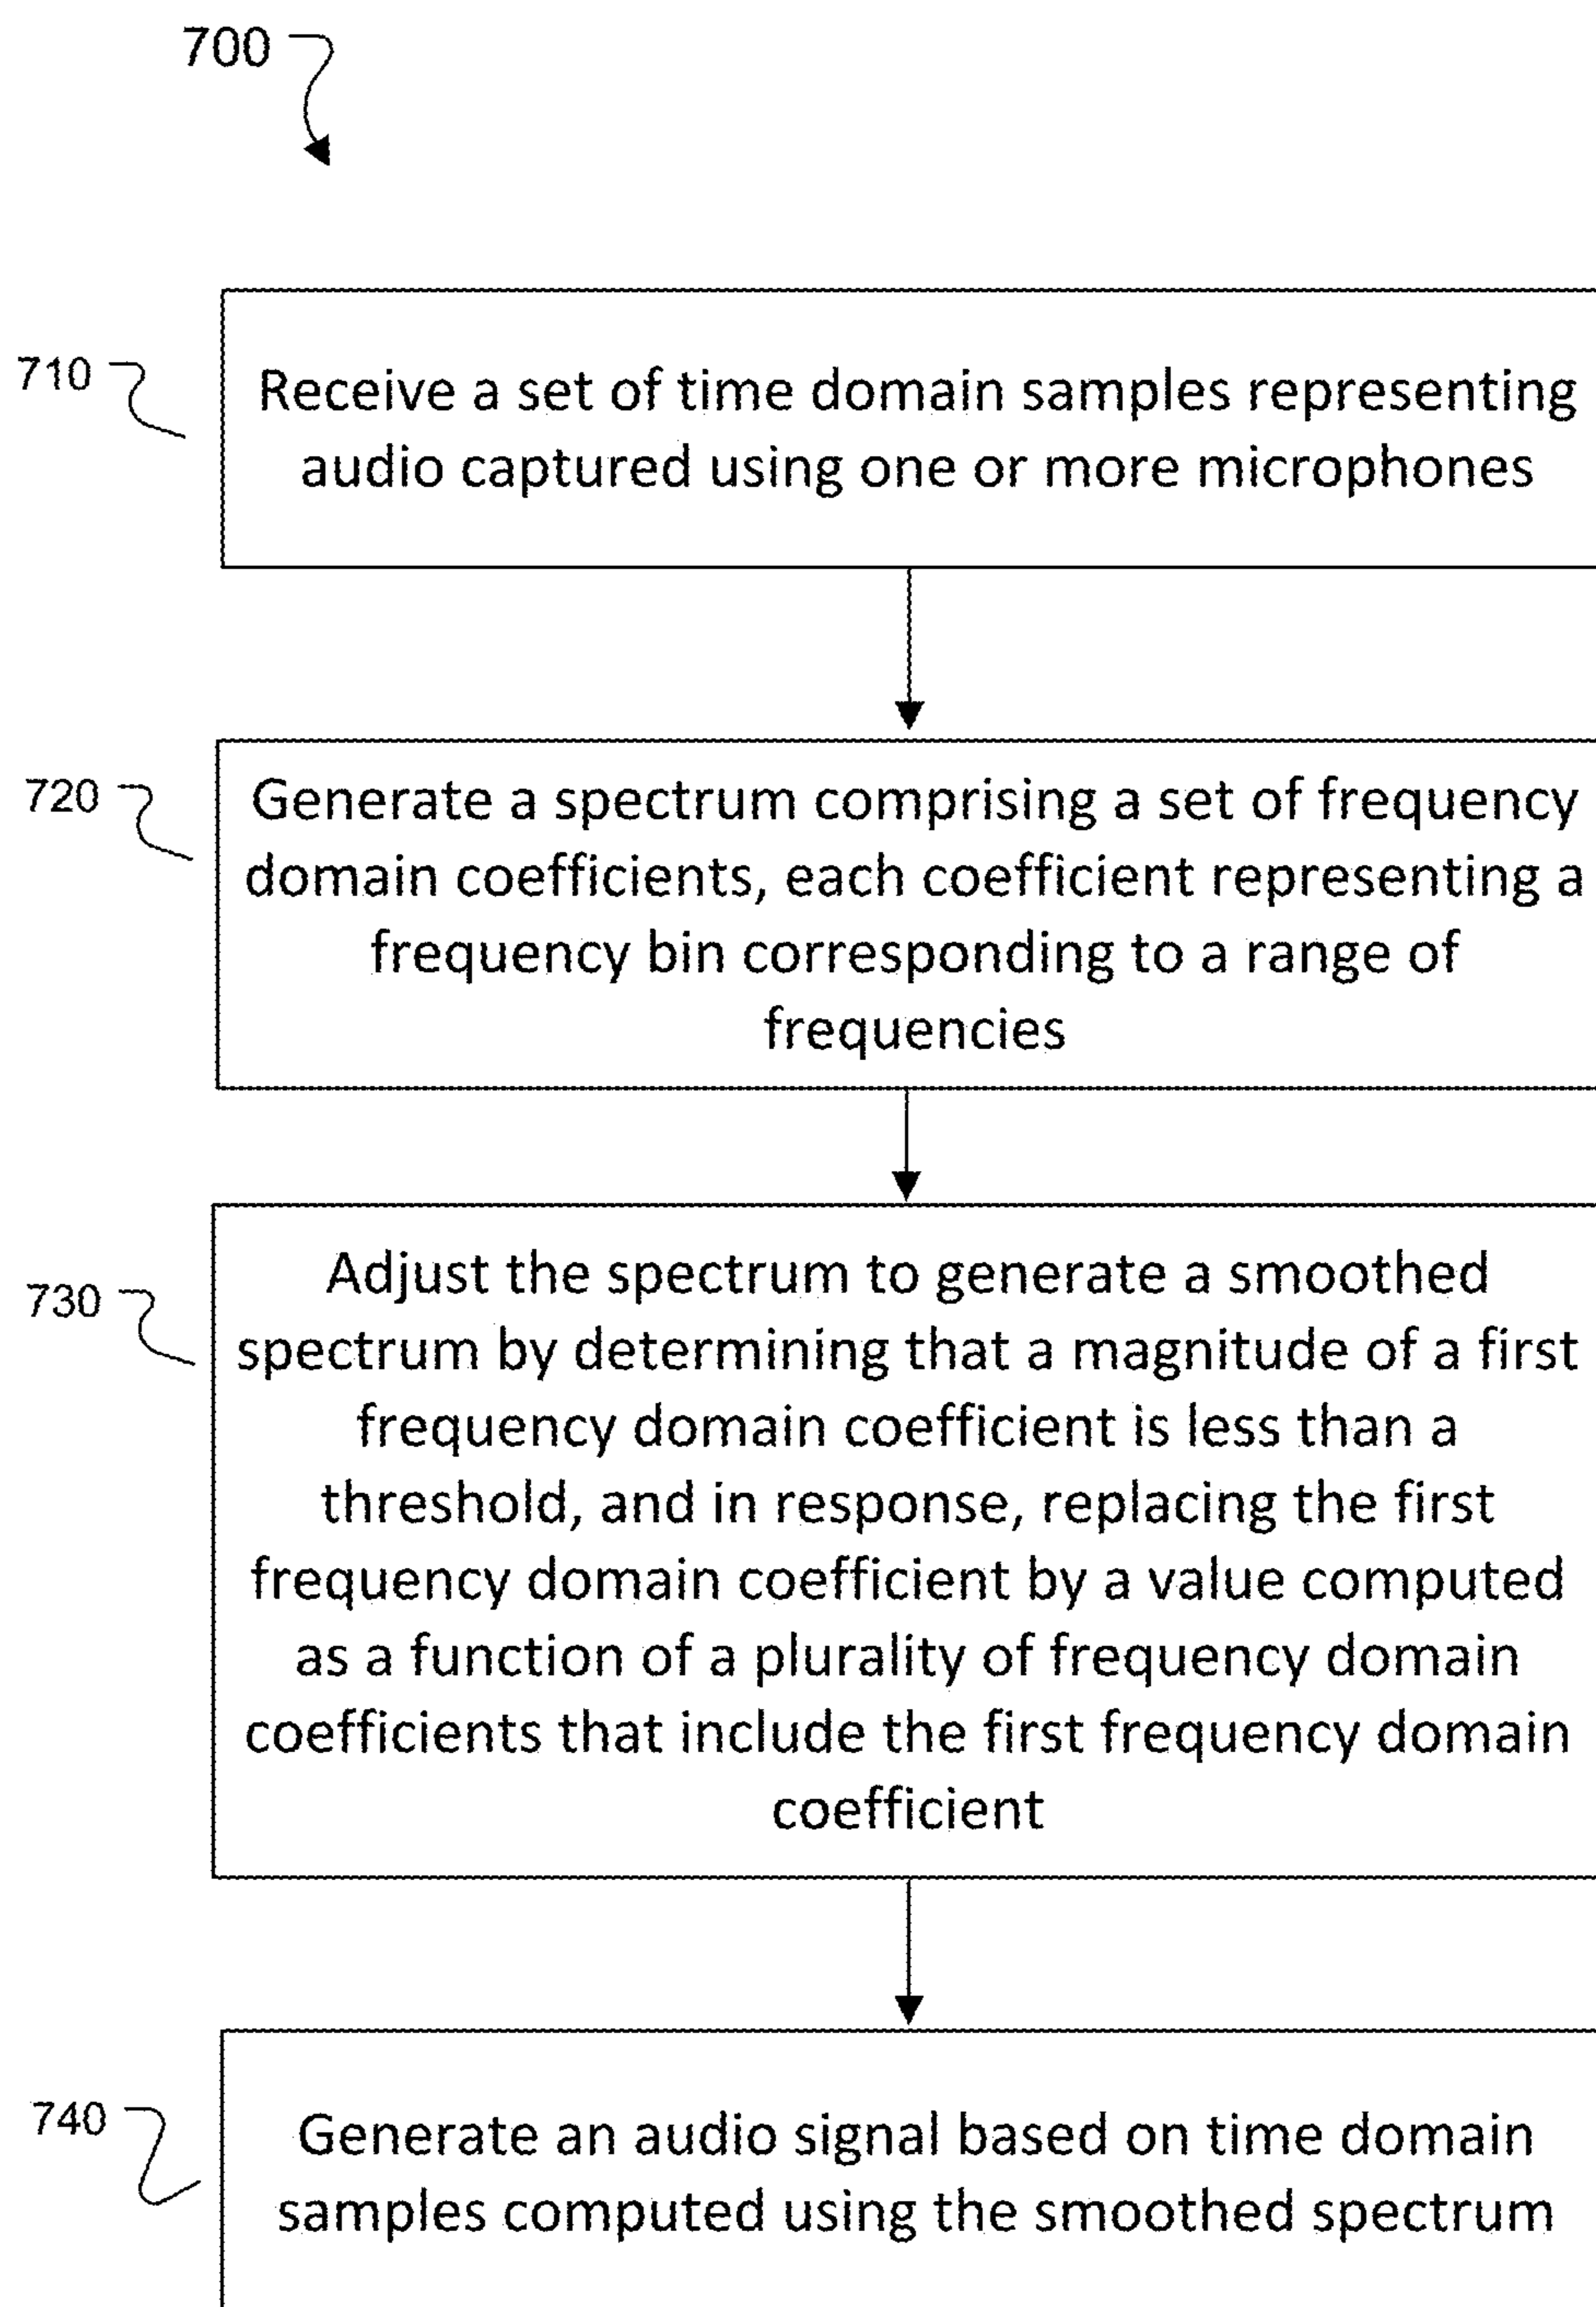 700
710
Receive a set of time domain samples representing
audio captured using one or more microphones
720
Generate a spectrum comprising a set of frequency
domain coefficients, each coefficient representing a
frequency bin corresponding to a range of
frequencies
730
Adjust the spectrum to generate a smoothed
spectrum by determining that a magnitude of a first
frequency domain coefficient is less than a
threshold, and in response, replacing the first
frequency domain coefficient by a value computed
as a function of a plurality of frequency domain
coefficients that include the first frequency domain
coefficient
740
Generate an audio signal based on time domain
samples computed using the smoothed spectrum